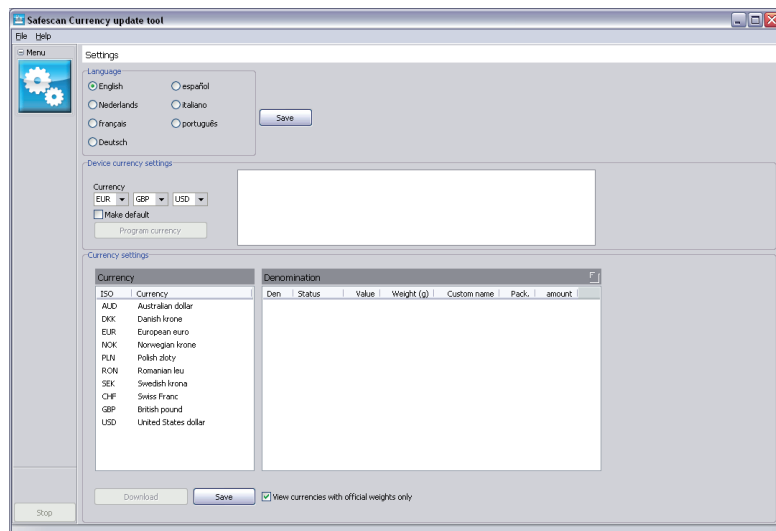 Safescan Currency update tool
File Help
Menu
Settings
Language
English español
Nederlands italiano
français português
Deutsch
Save
Device currency settings
Currency
EUR GBP USD
Make default
Program currency
Currency settings
Currency Denomination
ISO Currency Den Status Value Weight (g) Custom name Pack. amount
AUD Australian dollar
DKK Danish krone
EUR European euro
NOK Norwegian krone
PLN Polish zloty
RON Romanian leu
SEK Swedish krona
CHF Swiss Franc
GBP British pound
USD United States dollar
Download Save View currencies with official weights only
Stop